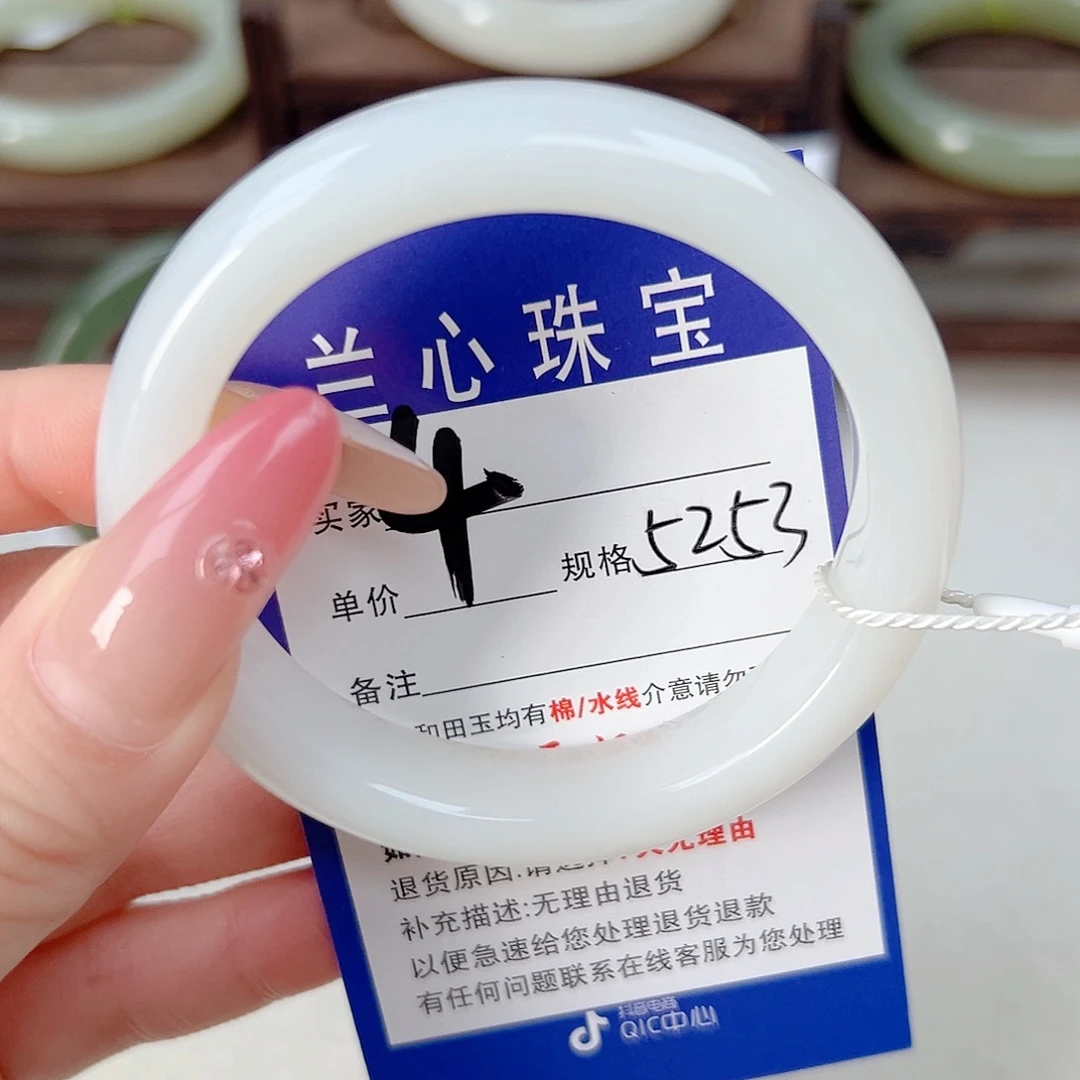 兰心珠宝
买家
4
规格5253
单价
备注
和田玉均有棉/水线介意请勿
天无理由
退货原因:请选择7
补充描述:无理由退货
以便急速给您处理退货退款
有任何问题联系在线客服为您处理
抖音电商
QIC中心